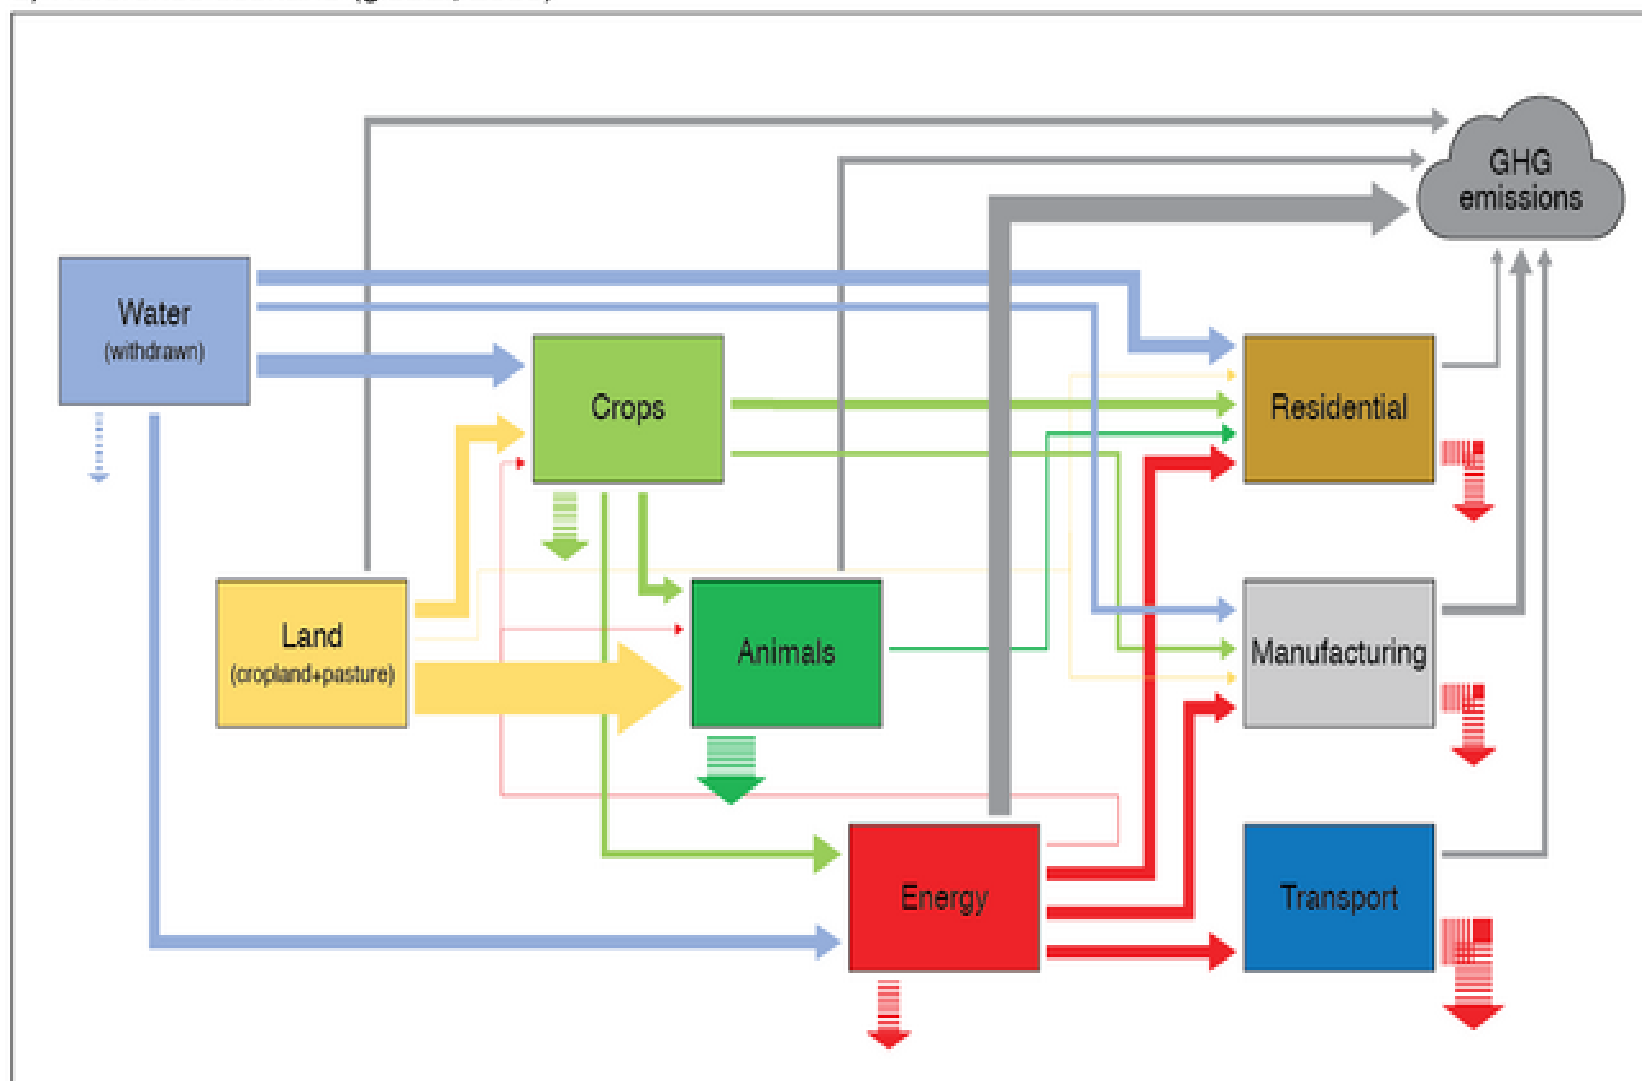 GHG
emissions
Water
(withdrawn)
Crops
Residential
Land
(cropland+pasture)
Animals
Manufacturing
Energy
Transport